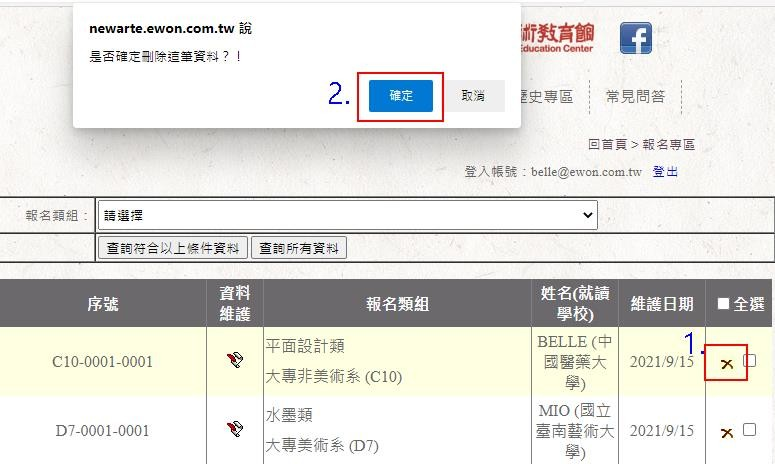 newarte.ewon.com.tw 說
是否確定刪除這筆資料？！
2.
確定
取消
術教育館
Education Center
歷史專區
常見問答
回首頁 > 報名專區
登入帳號：belle@ewon.com.tw 登出
報名類組：
請選擇
查詢符合以上條件資料 查詢所有資料
序號
資料
維護
報名類組
姓名(就讀
學校)
維護日期
全選
1.
C10-0001-0001
平面設計類
大專非美術系 (C10)
BELLE (中
國醫藥大
學)
2021/9/15
D7-0001-0001
水墨類
大專美術系 (D7)
MIO (國立
臺南藝術大
學)
2021/9/15